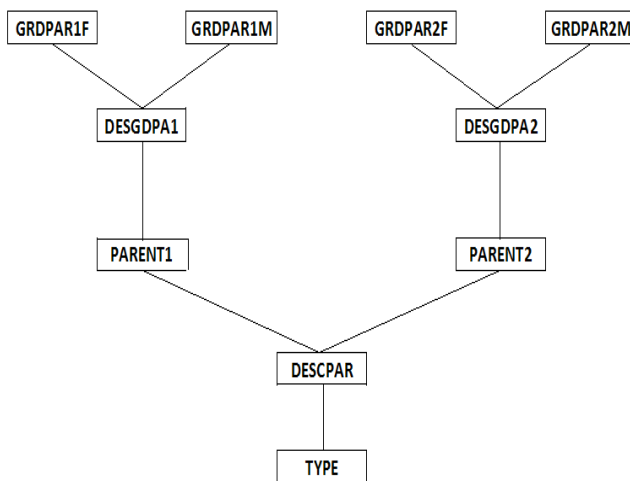 GRDPAR1F
GRDPAR1M
GRDPAR2F
GRDPAR2M
DESGDPA1
DESGDPA2
PARENT1
PARENT2
DESCPAR
TYPE